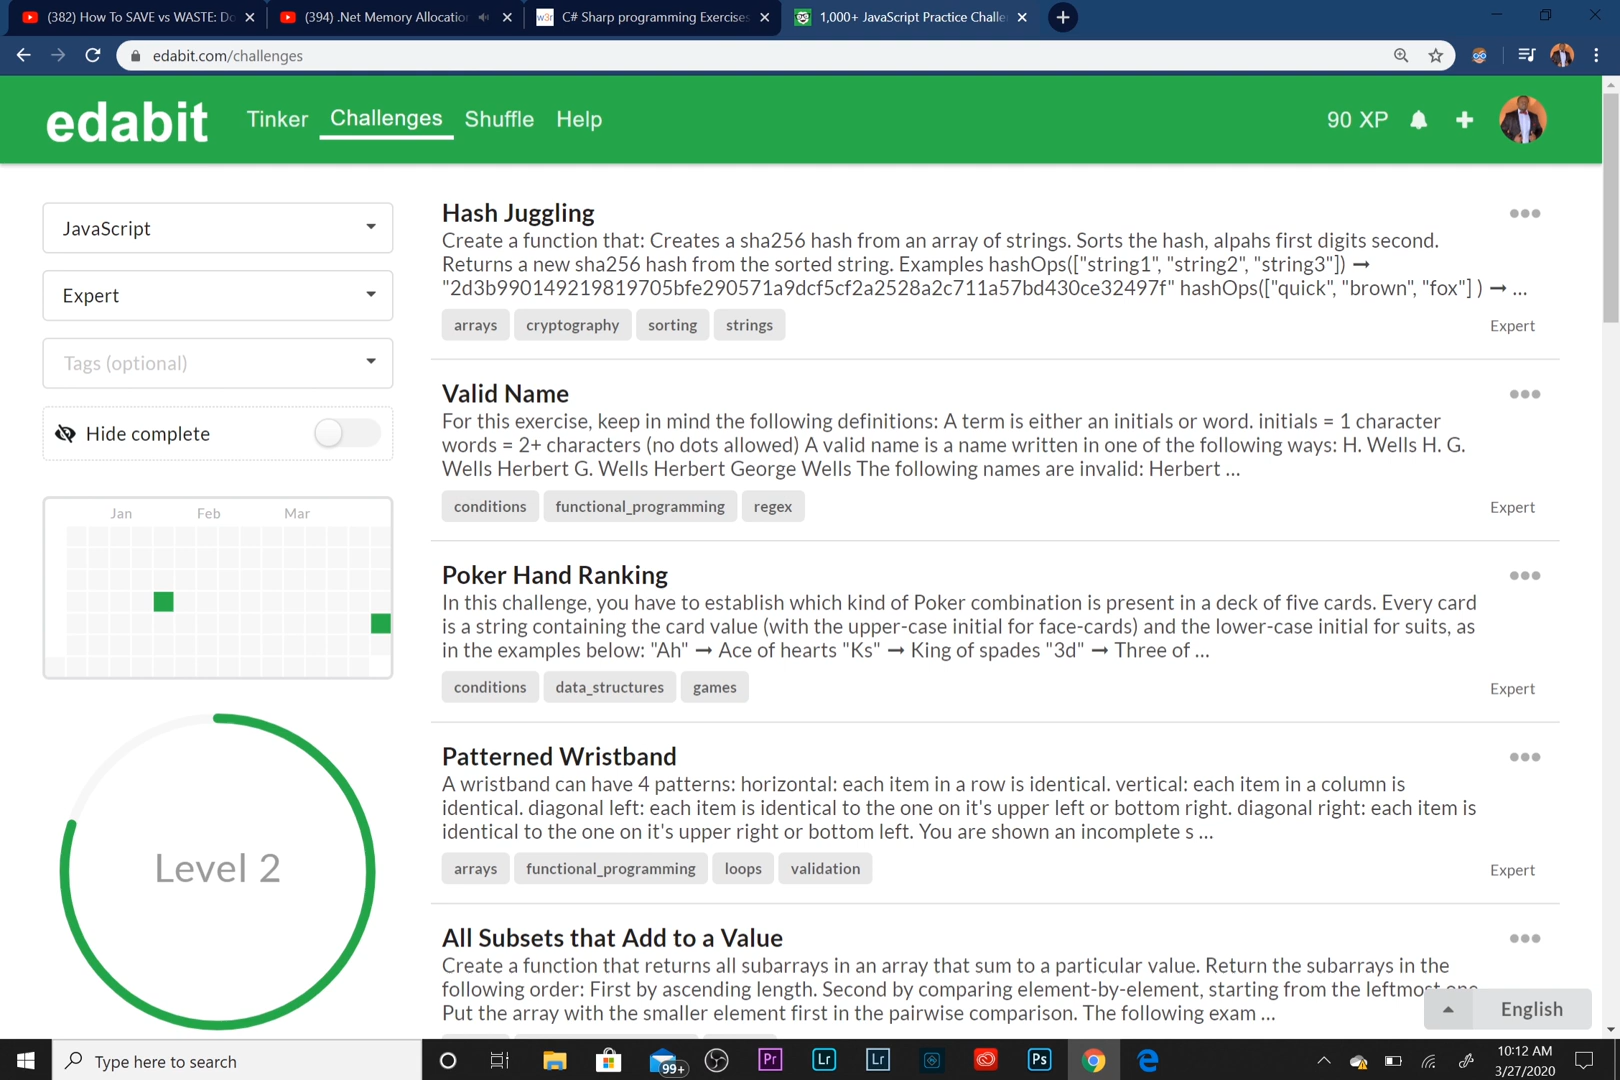 (382) How To SAVE vs WASTE: Do
(394) .Net Memory Allocation
w3r
C# Sharp programming Exercises
1,000+ JavaScript Practice Challe
edabit.com/challenges
edabit Tinker Challenges Shuffle Help
90 XP
JavaScript
Expert
Tags (optional)
Hide complete
Jan Feb Mar
Level 2
Hash Juggling
Create a function that: Creates a sha256 hash from an array of strings. Sorts the hash, alpahs first digits second.
Returns a new sha256 hash from the sorted string. Examples hashOps(["string1", "string2", "string3"]) ➞
"2d3b990149219819705bfe290571a9dcf5cf2a2528a2c711a57bd430ce32497f" hashOps(["quick", "brown", "fox"] ) ➞ ...
arrays cryptography sorting strings
Expert
Valid Name
For this exercise, keep in mind the following definitions: A term is either an initials or word. initials = 1 character
words = 2+ characters (no dots allowed) A valid name is a name written in one of the following ways: H. Wells H. G.
Wells Herbert G. Wells Herbert George Wells The following names are invalid: Herbert ...
conditions functional_programming regex
Expert
Poker Hand Ranking
In this challenge, you have to establish which kind of Poker combination is present in a deck of five cards. Every card
is a string containing the card value (with the upper-case initial for face-cards) and the lower-case initial for suits, as
in the examples below: "Ah" ➞ Ace of hearts "Ks" ➞ King of spades "3d" ➞ Three of ...
conditions data_structures games
Expert
Patterned Wristband
A wristband can have 4 patterns: horizontal: each item in a row is identical. vertical: each item in a column is
identical. diagonal left: each item is identical to the one on it's upper left or bottom right. diagonal right: each item is
identical to the one on it's upper right or bottom left. You are shown an incomplete s ...
arrays functional_programming loops validation
Expert
All Subsets that Add to a Value
Create a function that returns all subarrays in an array that sum to a particular value. Return the subarrays in the
following order: First by ascending length. Second by comparing element-by-element, starting from the leftmost one
Put the array with the smaller element first in the pairwise comparison. The following exam ...
English
Type here to search
99+
Pr
Lr
Lr
Ps
10:12 AM
3/27/2020